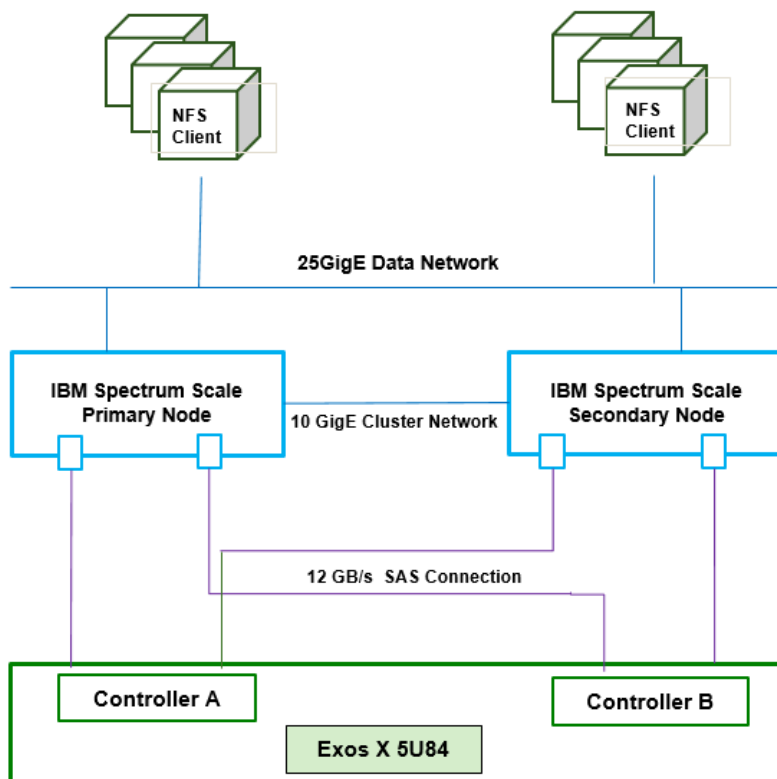 NFS
Client
NFS
Client
25GigE Data Network
IBM Spectrum Scale
Primary Node
10 GigE Cluster Network
IBM Spectrum Scale
Secondary Node
12 GB/s SAS Connection
Controller A
Controller B
Exos X 5U84